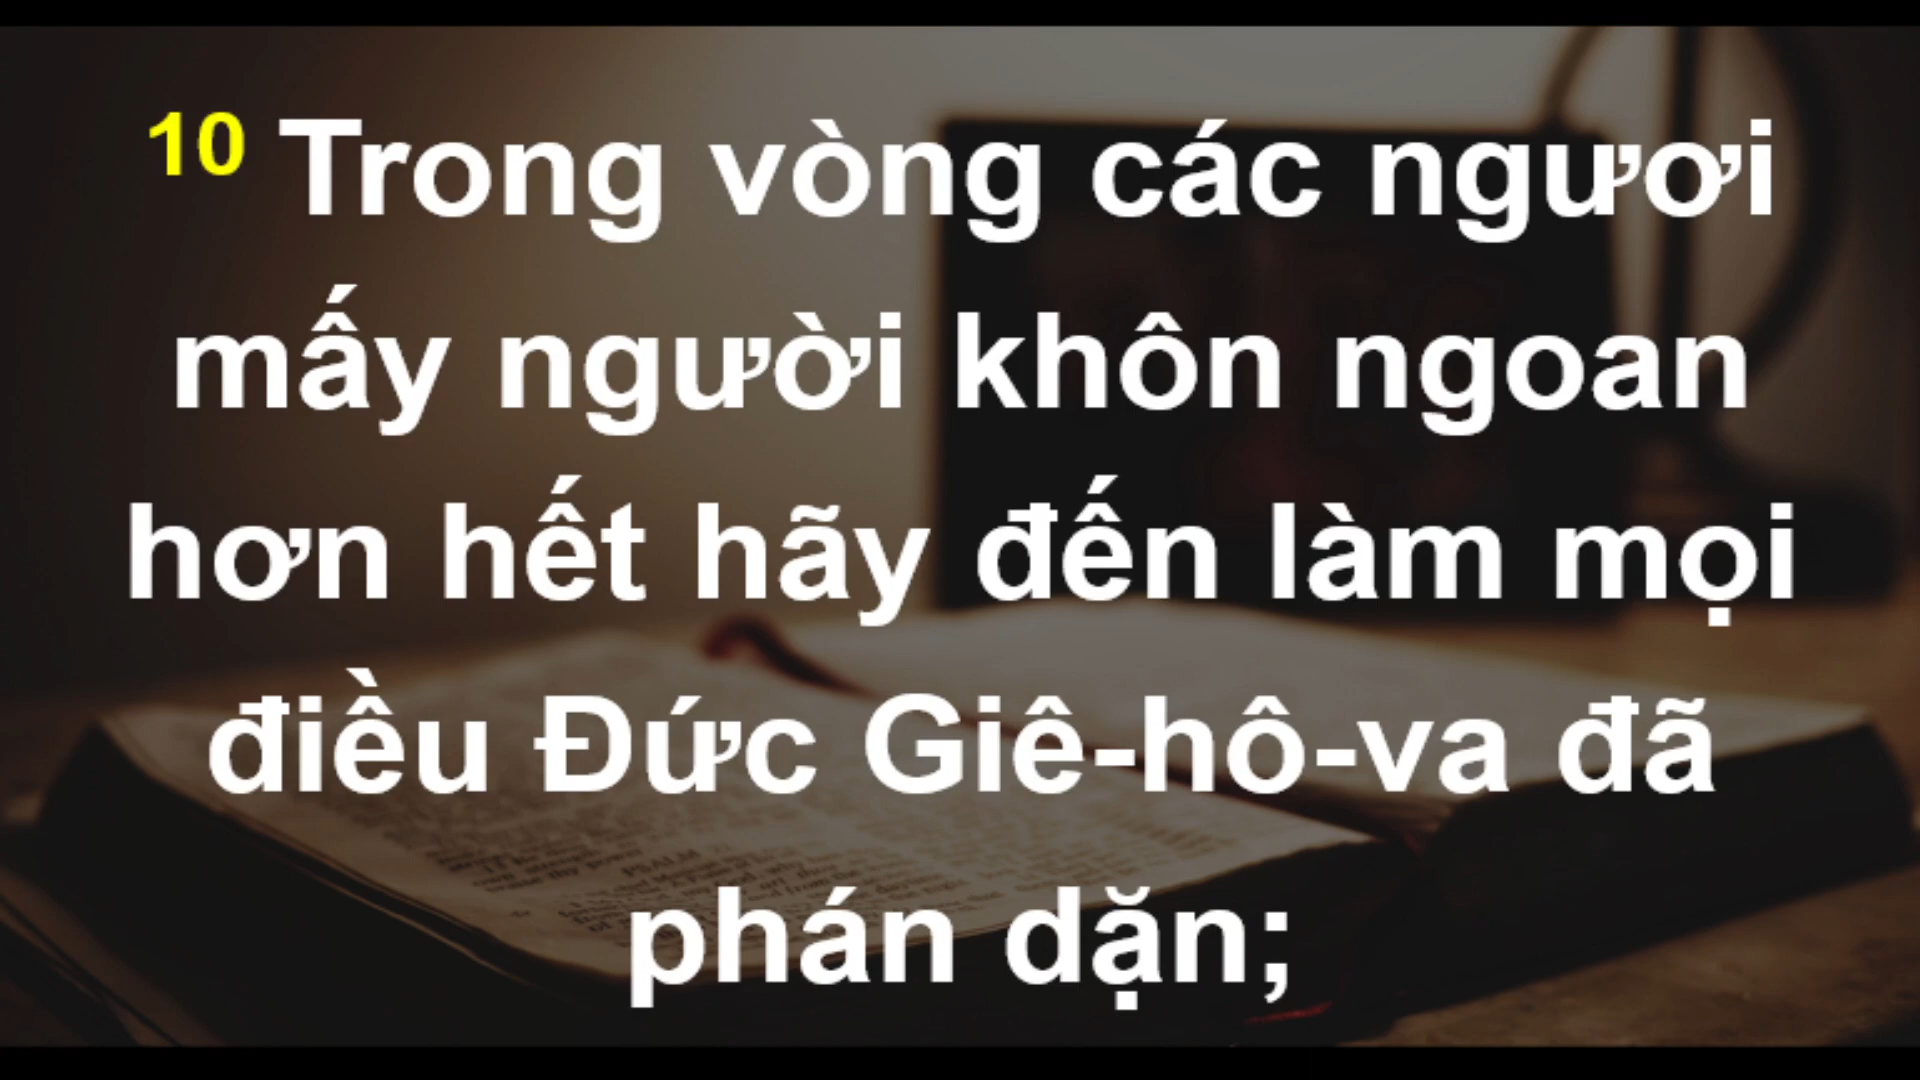 10 Trong vòng các ngươi
mấy người khôn ngoan
hơn hết hãy đến làm mọi
điều Đức Giê-hô-va đã
phán dặn;